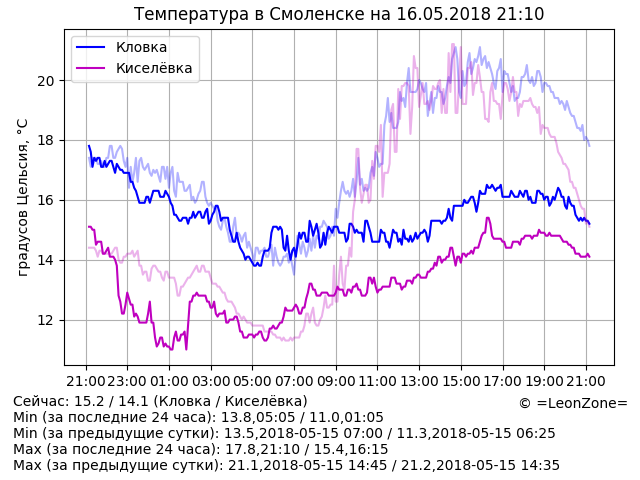 Температура в Смоленске на 16.05.2018 21:10
Кловка
Киселёвка
градусов Цельсия, °C
20
18
16
14
12
21:00 23:00 01:00 03:00 05:00 07:00 09:00 11:00 13:00 15:00 17:00 19:00 21:00
Сейчас: 15.2 / 14.1 (Кловка / Киселёвка)
© =LeonZone=
Min (за последние 24 часа): 13.8,05:05 / 11.0,01:05
Min (за предыдущие сутки): 13.5,2018-05-15 07:00 / 11.3,2018-05-15 06:25
Max (за последние 24 часа): 17.8,21:10 / 15.4,16:15
Max (за предыдущие сутки): 21.1,2018-05-15 14:45 / 21.2,2018-05-15 14:35